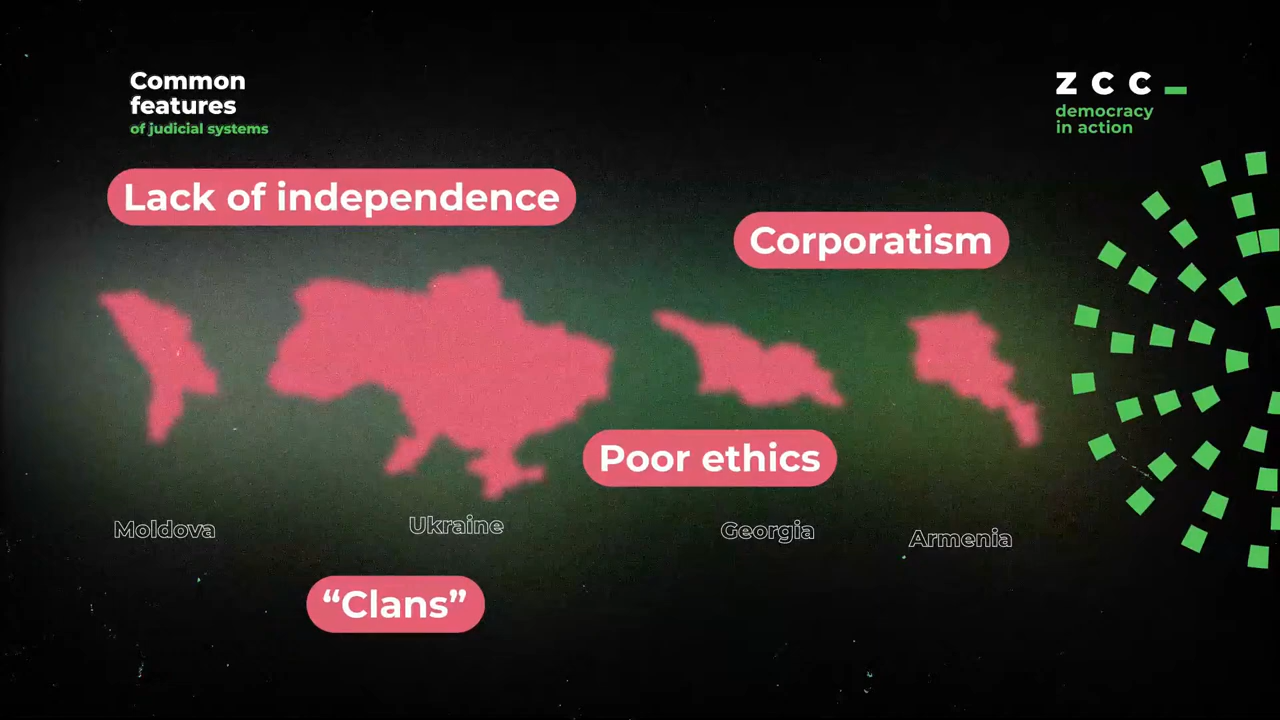 Common
features
of judicial systems
z c c _
democracy
in action
Lack of independence
Corporatism
Poor ethics
Moldova
Ukraine
Georgia
Armenia
“Clans”